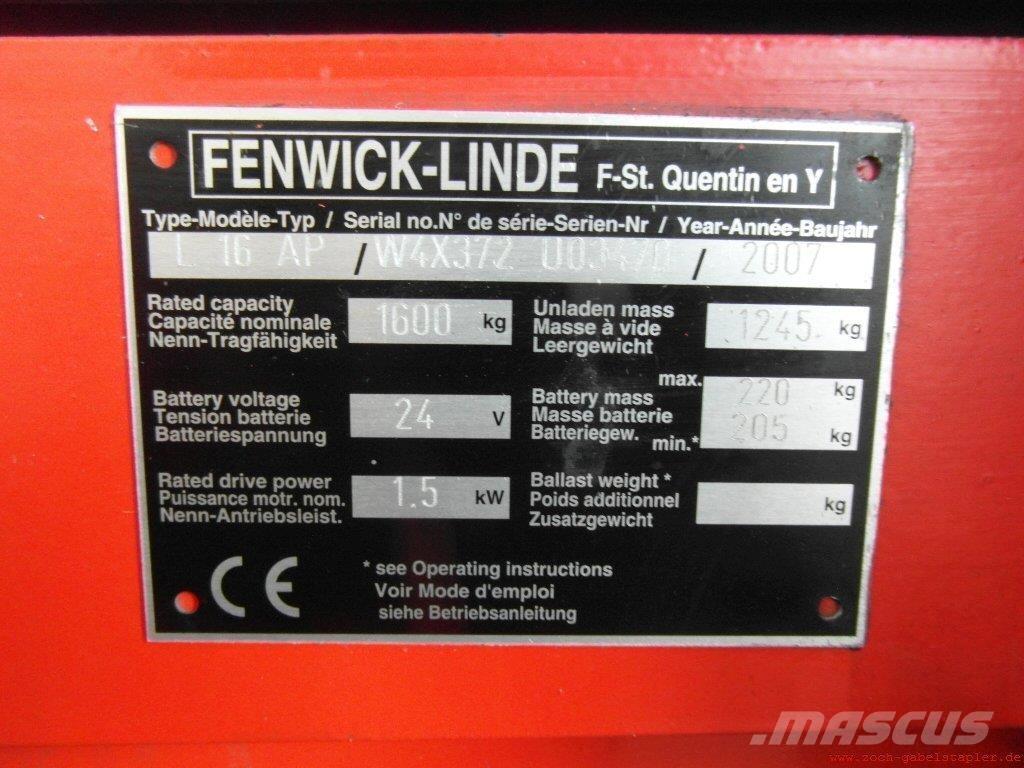 FENWICK-LINDE F-St. Quentin en Y
Type-Modèle-Typ / Serial no.N° de série-Serien-Nr / Year-Année-Baujahr
L 16 AP / W4X372 U03470 / 2007
Rated capacity
Capacité nominale
Nenn-Tragfähigkeit
1600 kg
Unladen mass
Masse à vide
Leergewicht
1245 kg
Battery voltage
Tension batterie
Batteriespannung
24 V
max.
Battery mass
Masse batterie
Batteriegew. min.*
220 kg
205 kg
Rated drive power
Puissance motr. nom.
Nenn-Antriebsleist.
1.5 kW
Ballast weight *
Poids additionnel
Zusatzgewicht
kg
CE
* see Operating instructions
Voir Mode d'emploi
siehe Betriebsanleitung
MASCUS
www.zoch-gabelstapler.de